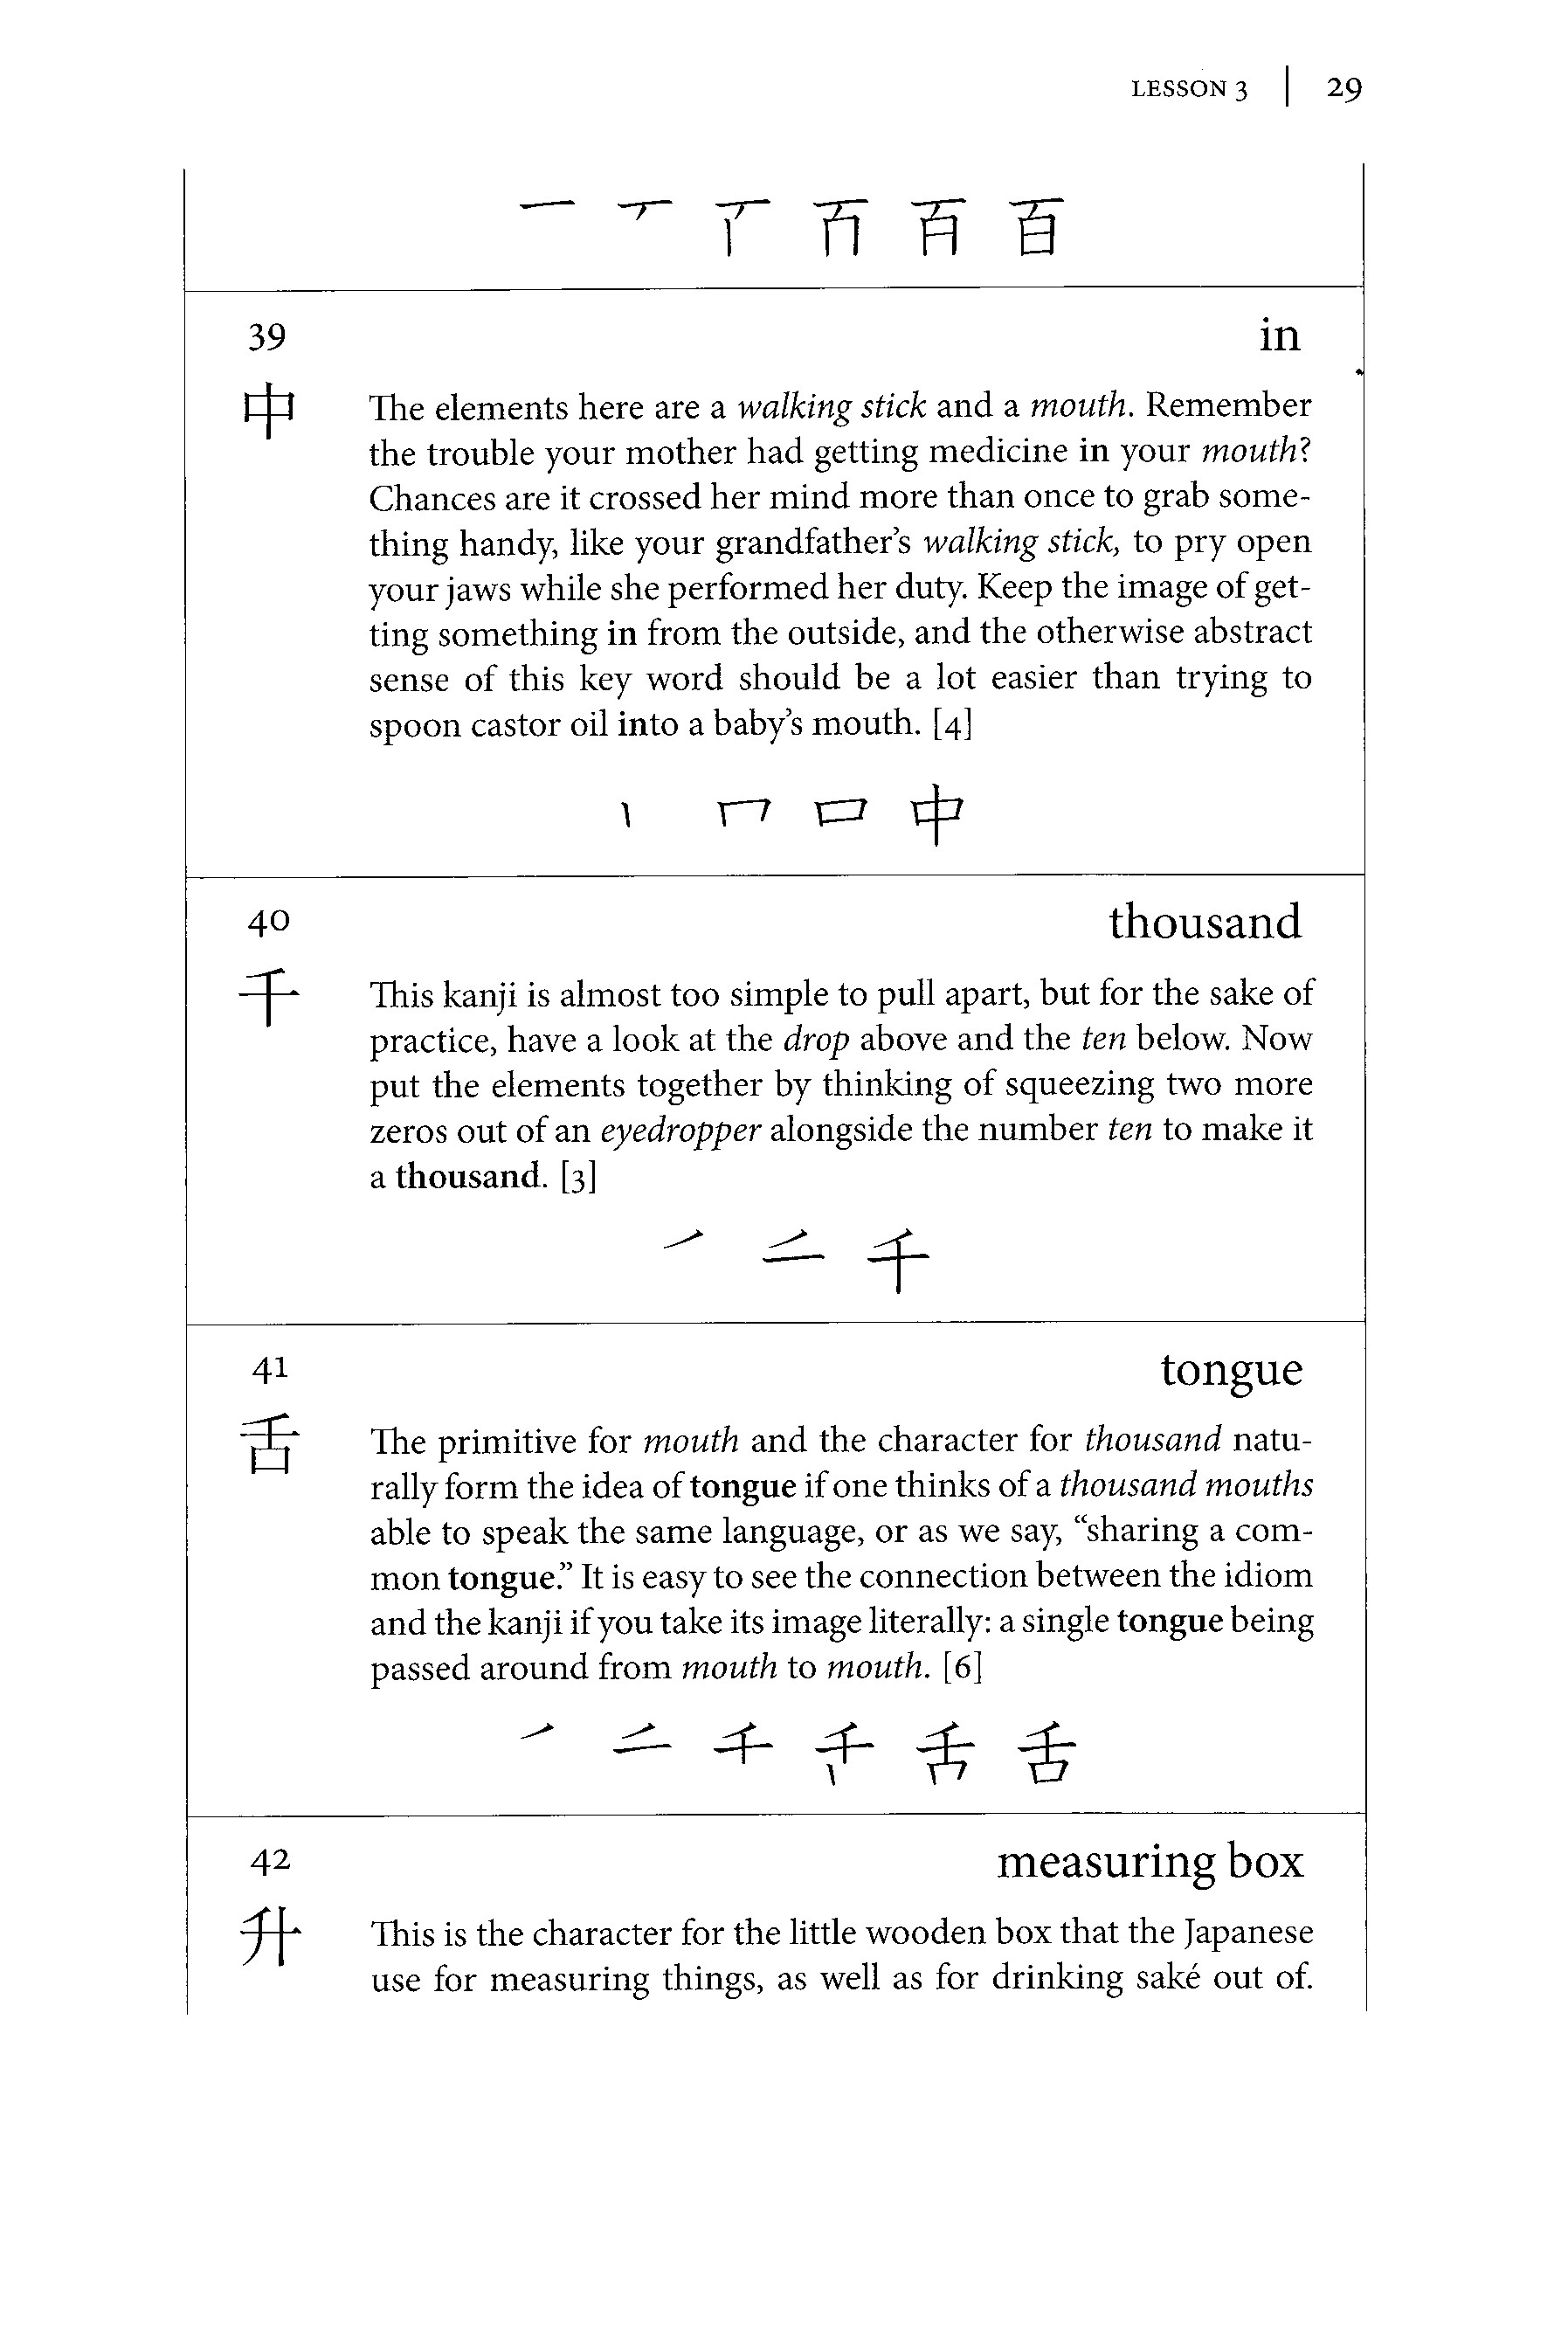 LESSON 3 | 29
一 丆 百
39 in
中 The elements here are a walking stick and a mouth. Remember
the trouble your mother had getting medicine in your mouth?
Chances are it crossed her mind more than once to grab some-
thing handy, like your grandfather’s walking stick, to pry open
your jaws while she performed her duty. Keep the image of get-
ting something in from the outside, and the otherwise abstract
sense of this key word should be a lot easier than trying to
spoon castor oil into a baby’s mouth. [4]
丨 冂 口 中
40 thousand
千 This kanji is almost too simple to pull apart, but for the sake of
practice, have a look at the drop above and the ten below. Now
put the elements together by thinking of squeezing two more
zeros out of an eyedropper alongside the number ten to make it
a thousand. [3]
㇒ 二 千
41 tongue
舌 The primitive for mouth and the character for thousand natu-
rally form the idea of tongue if one thinks of a thousand mouths
able to speak the same language, or as we say, “sharing a com-
mon tongue.” It is easy to see the connection between the idiom
and the kanji if you take its image literally: a single tongue being
passed around from mouth to mouth. [6]
㇒ 二 千 舌
42 measuring box
升 This is the character for the little wooden box that the Japanese
use for measuring things, as well as for drinking saké out of.